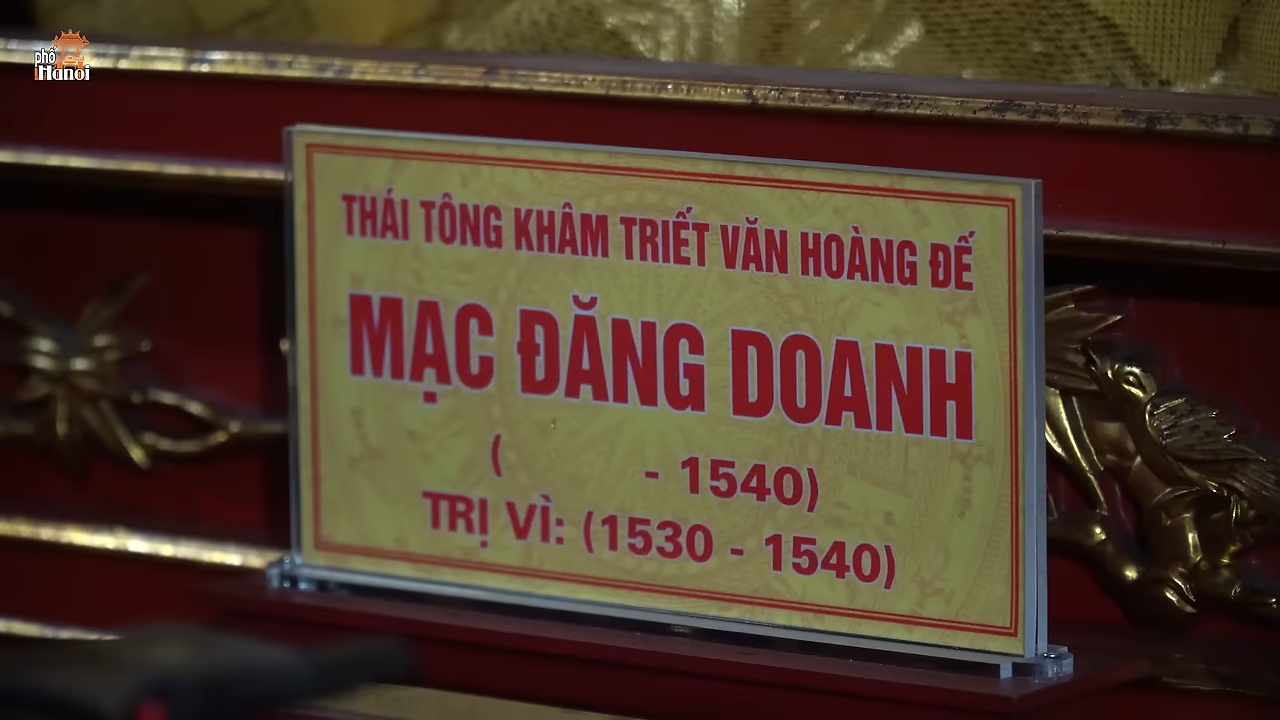 phố
Hanoi
THÁI TÔNG KHÂM TRIẾT VĂN HOÀNG ĐẾ
MẠC ĐĂNG DOANH
( - 1540)
TRỊ VÌ: (1530 - 1540)